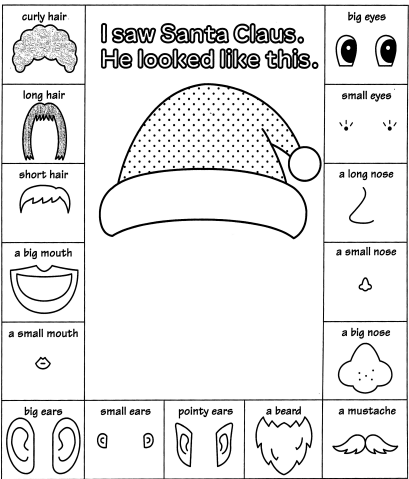 I saw Santa Claus.
He looked like this.
curly hair
long hair
short hair
a big mouth
a small mouth
big eyes
small eyes
a long nose
a small nose
a big nose
big ears
small ears
pointy ears
a beard
a mustache